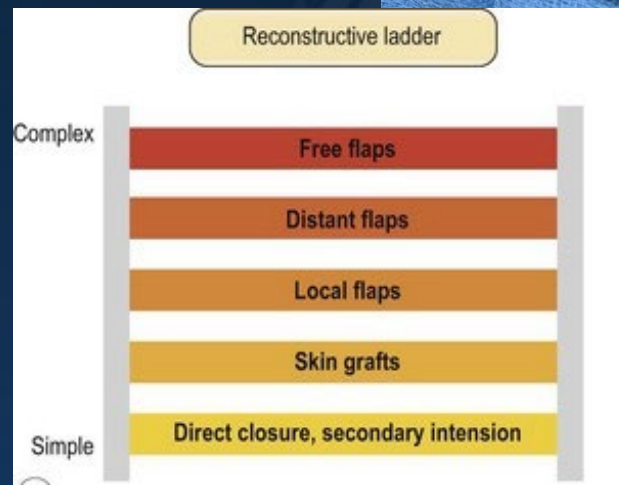 Reconstructive ladder
Complex
Free flaps
Distant flaps
Local flaps
Skin grafts
Direct closure, secondary intension
Simple